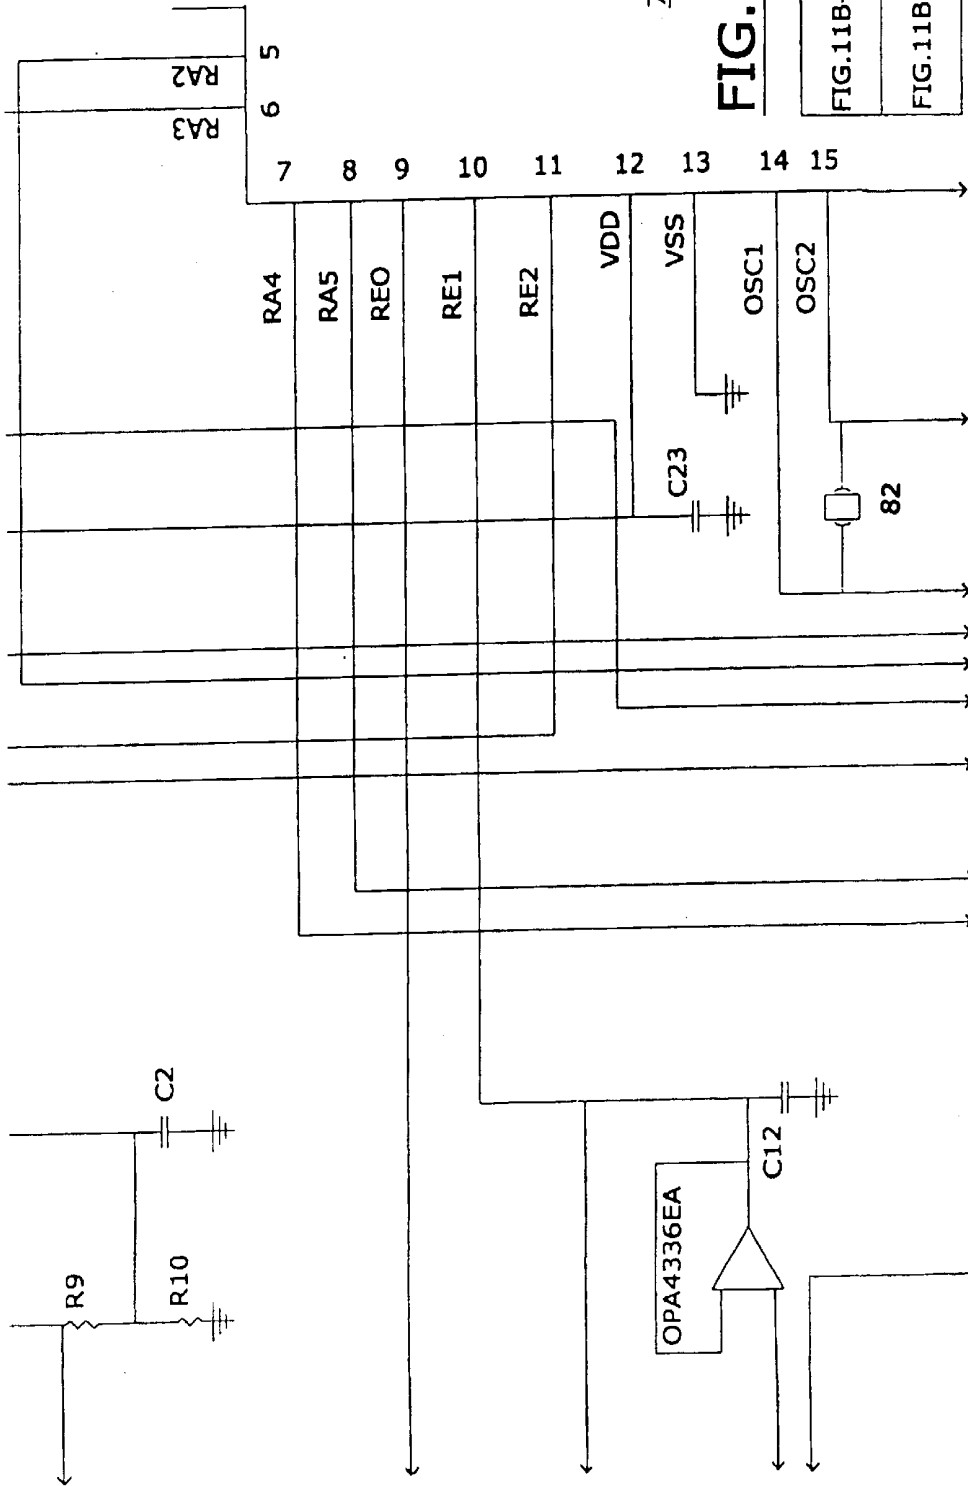 5
RA2
6
RA3
FIG.
FIG.11B-
FIG.11B
7
8
9
10
11
12
13
14
15
RA4
RA5
RE0
RE1
RE2
VDD
VSS
OSC1
OSC2
C23
82
C2
R9
R10
OPA4336EA
C12